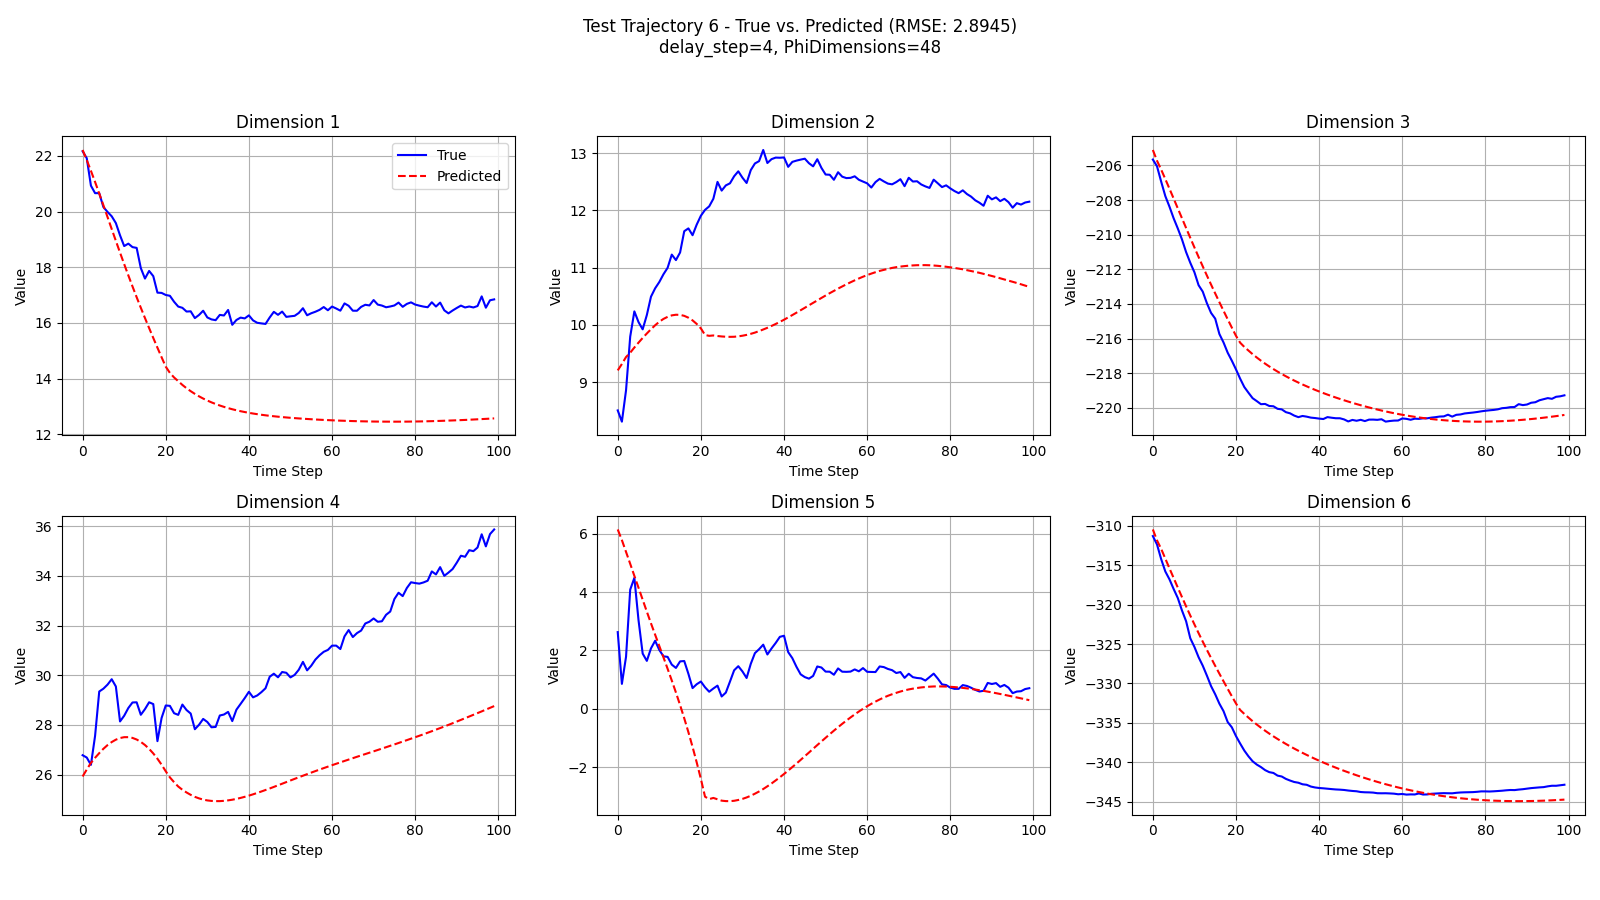 Test Trajectory 6 - True vs. Predicted (RMSE: 2.8945)
delay_step=4, PhiDimensions=48
Dimension 1
Value
22
20
18
16
14
12
0 20 40 60 80 100
Time Step
True
Predicted
Dimension 2
Value
13
12
11
10
9
0 20 40 60 80 100
Time Step
Dimension 3
Value
−206
−208
−210
−212
−214
−216
−218
−220
0 20 40 60 80 100
Time Step
Dimension 4
Value
36
34
32
30
28
26
0 20 40 60 80 100
Time Step
Dimension 5
Value
6
4
2
0
−2
0 20 40 60 80 100
Time Step
Dimension 6
Value
−310
−315
−320
−325
−330
−335
−340
−345
0 20 40 60 80 100
Time Step